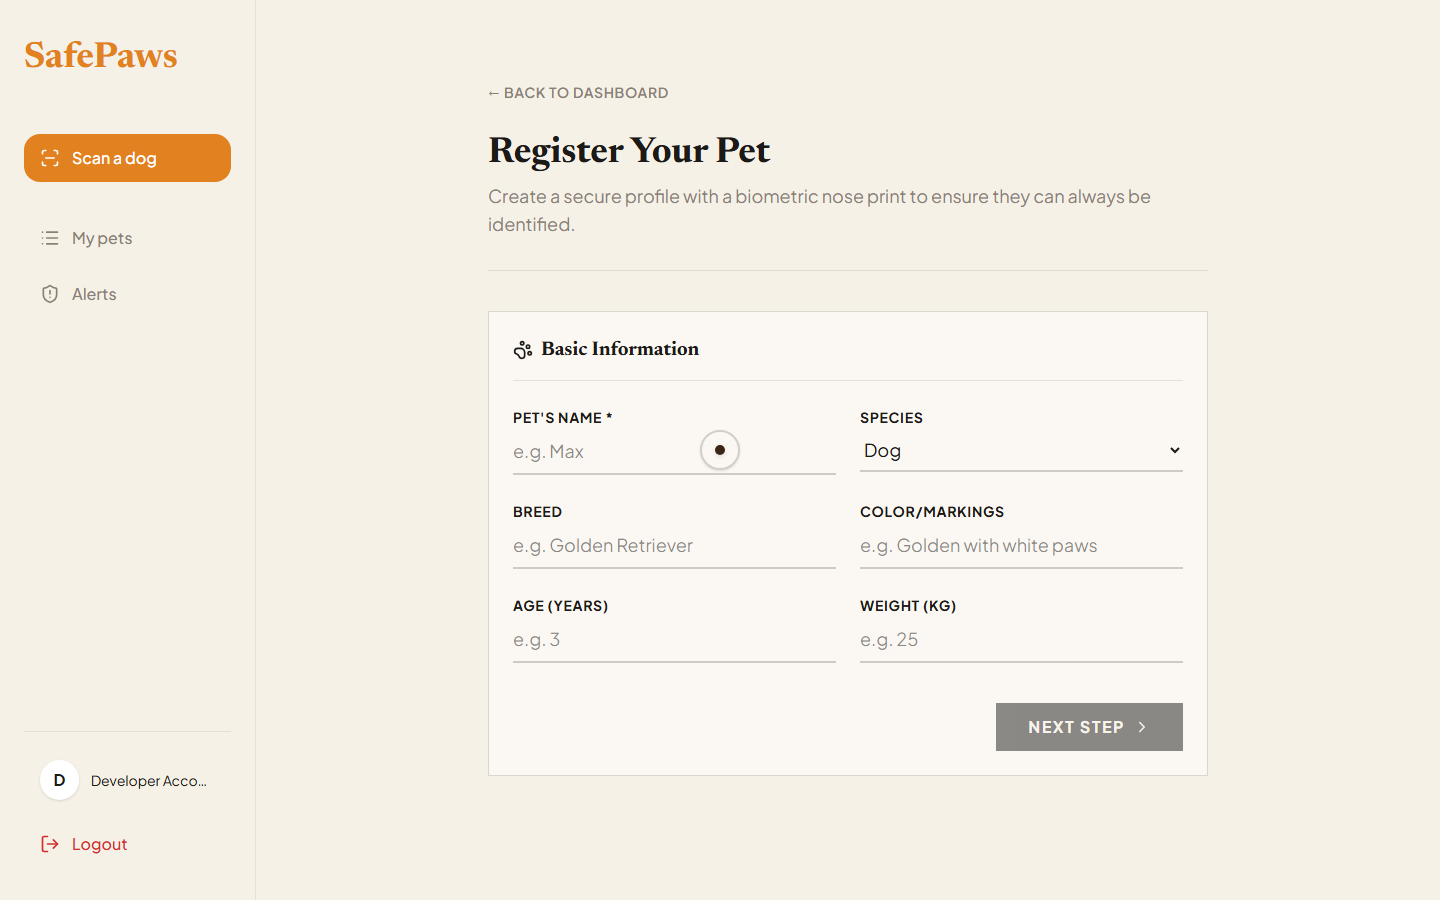 SafePaws
Scan a dog
My pets
Alerts
D
Developer Acco...
Logout
← BACK TO DASHBOARD
Register Your Pet
Create a secure profile with a biometric nose print to ensure they can always be
identified.
Basic Information
PET'S NAME *
e.g. Max
SPECIES
Dog
BREED
e.g. Golden Retriever
COLOR/MARKINGS
e.g. Golden with white paws
AGE (YEARS)
e.g. 3
WEIGHT (KG)
e.g. 25
NEXT STEP